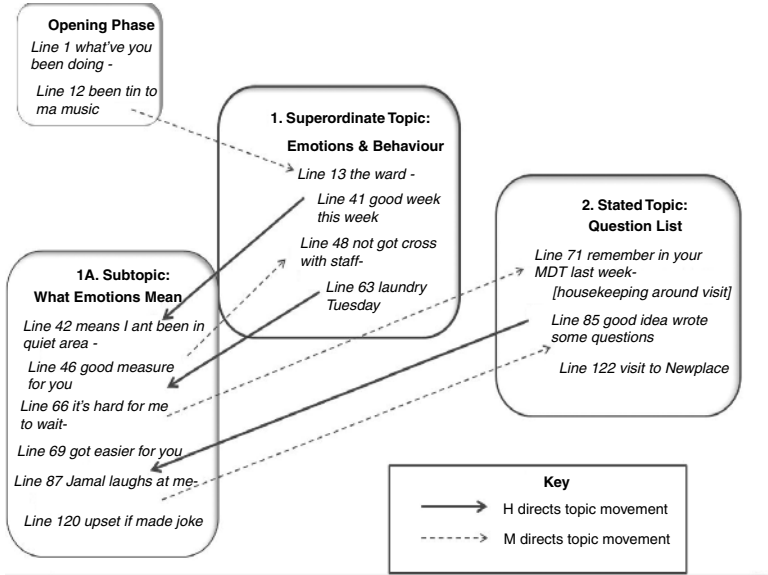 Opening Phase
Line 1 what've you
been doing -
Line 12 been tin to
ma music
1. Superordinate Topic:
Emotions & Behaviour
Line 13 the ward -
Line 41 good week
this week
Line 48 not got cross
with staff-
Line 63 laundry
Tuesday
1A. Subtopic:
What Emotions Mean
Line 42 means I ant been in
quiet area -
Line 46 good measure
for you
Line 66 it's hard for me
to wait-
Line 69 got easier for you
Line 87 Jamal laughs at me-
Line 120 upset if made joke
2. Stated Topic:
Question List
Line 71 remember in your
MDT last week-
[housekeeping around visit]
Line 85 good idea wrote
some questions
Line 122 visit to Newplace
Key
H directs topic movement
M directs topic movement